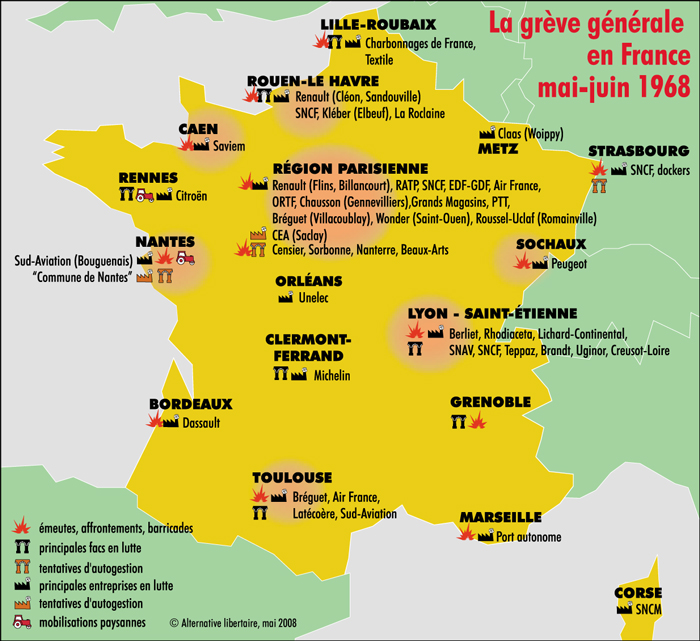 La grève générale
en France
mai-juin 1968
LILLE-ROUBAIX
Charbonnages de France,
Textile
ROUEN-LE HAVRE
Renault (Cléon, Sandouville)
SNCF, Kléber (Elbeuf), La Roclaine
CAEN
Saviem
Claas (Woippy)
METZ
STRASBOURG
SNCF, dockers
RENNES
Citroën
RÉGION PARISIENNE
Renault (Flins, Billancourt), RATP, SNCF, EDF-GDF, Air France,
ORTF, Chausson (Gennevilliers),Grands Magasins, PTT,
Bréguet (Villacoublay), Wonder (Saint-Ouen), Roussel-Uclaf (Romainville)
CEA (Saclay)
Censier, Sorbonne, Nanterre, Beaux-Arts
NANTES
Sud-Aviation (Bouguenais)
“Commune de Nantes”
SOCHAUX
Peugeot
ORLÉANS
Unelec
LYON - SAINT-ÉTIENNE
Berliet, Rhodiaceta, Lichard-Continental,
SNAV, SNCF, Teppaz, Brandt, Uginor, Creusot-Loire
CLERMONT-
FERRAND
Michelin
BORDEAUX
Dassault
GRENOBLE
TOULOUSE
Bréguet, Air France,
Latécoère, Sud-Aviation
MARSEILLE
Port autonome
CORSE
SNCM
émeutes, affrontements, barricades
principales facs en lutte
tentatives d'autogestion
principales entreprises en lutte
tentatives d'autogestion
mobilisations paysannes
© Alternative libertaire, mai 2008